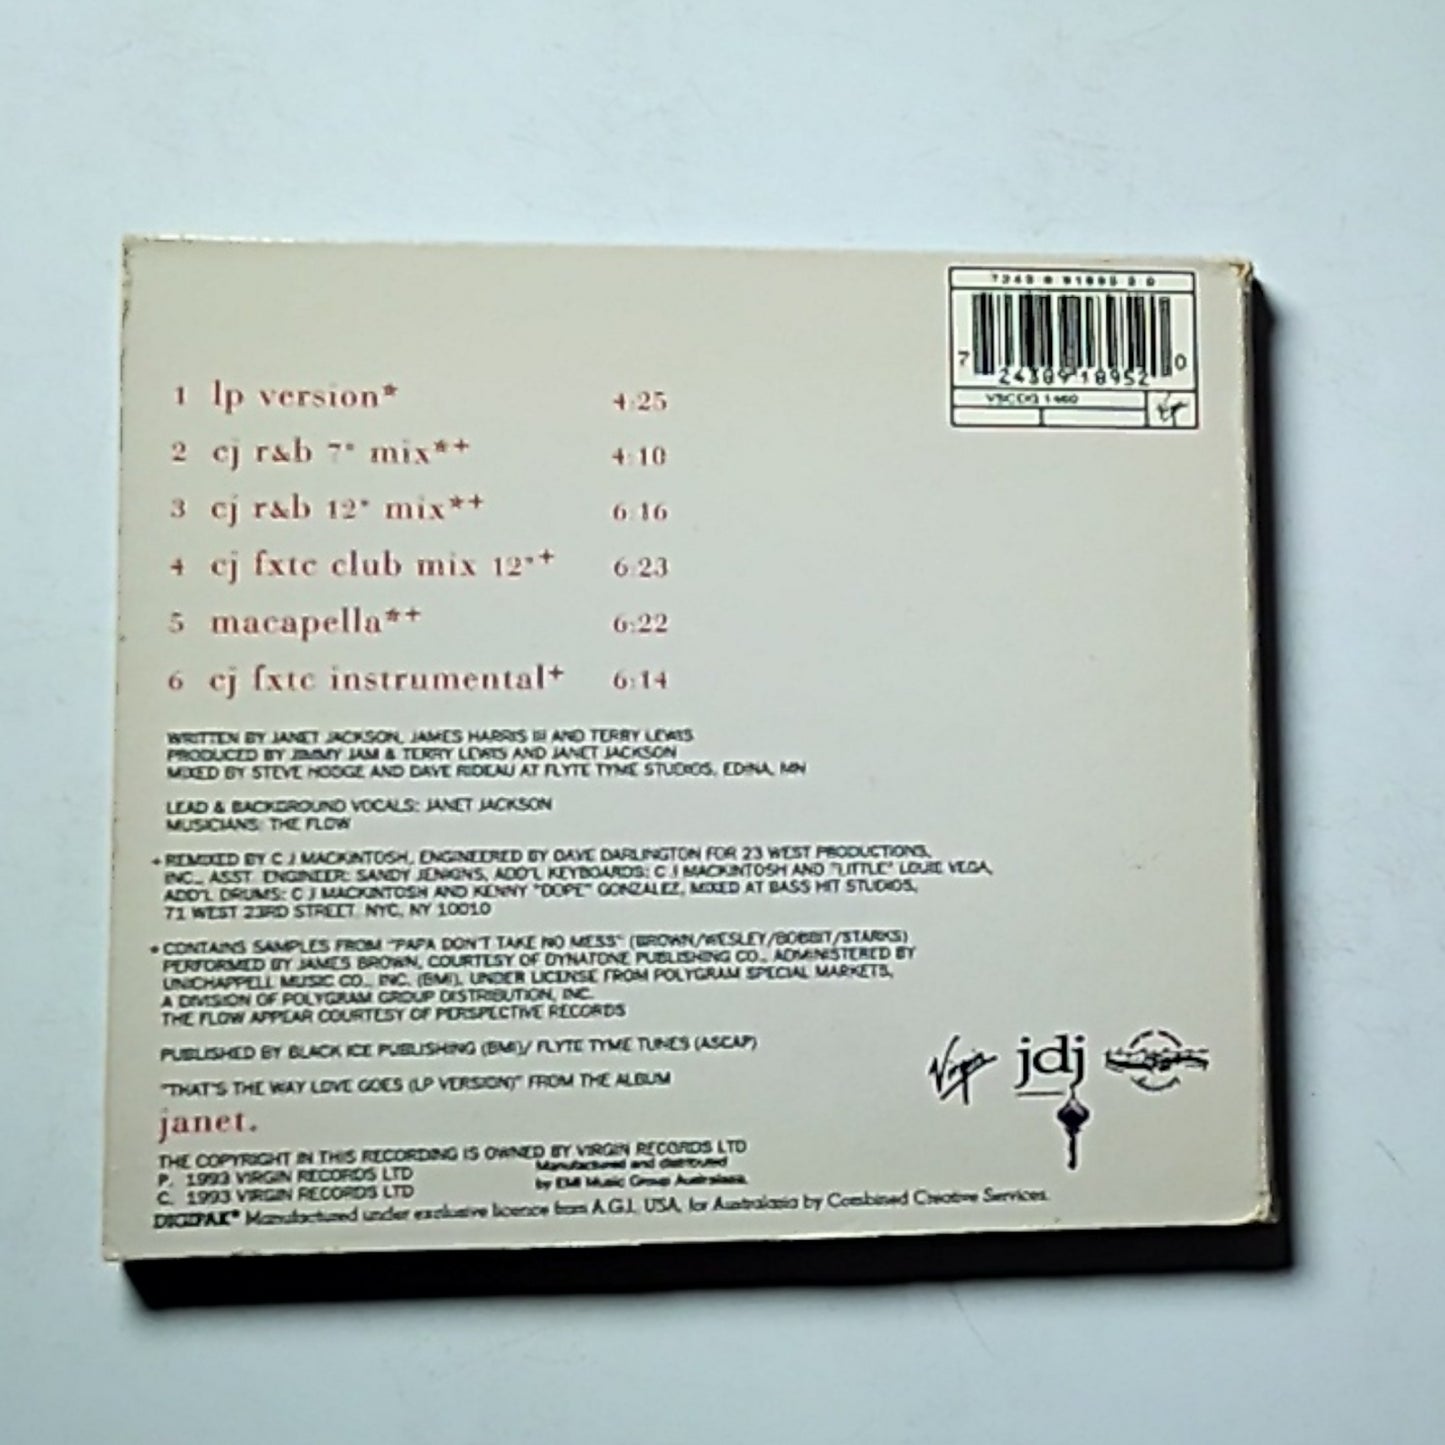 7 24389 18952 0
VSCDG 1460
1 lp version* 4:25
2 cj r&b 7" mix*+ 4:10
3 cj r&b 12" mix*+ 6:16
4 cj fxtc club mix 12"+ 6:23
5 macapella*+ 6:22
6 cj fxtc instrumental+ 6:14
WRITTEN BY JANET JACKSON, JAMES HARRIS III AND TERRY LEWIS
PRODUCED BY JIMMY JAM & TERRY LEWIS AND JANET JACKSON
MIXED BY STEVE HODGE AND DAVE RIDEAU AT FLYTE TYME STUDIOS, EDINA, MN
LEAD & BACKGROUND VOCALS: JANET JACKSON
MUSICIANS: THE FLOW
+ REMIXED BY C J MACKINTOSH, ENGINEERED BY DAVE DARLINGTON FOR 23 WEST PRODUCTIONS,
INC., ASST. ENGINEER: SANDY JENKINS, ADD'L KEYBOARDS: C J MACKINTOSH AND "LITTLE" LOUIE VEGA,
ADD'L DRUMS: C J MACKINTOSH AND KENNY "DOPE" GONZALEZ, MIXED AT BASS HIT STUDIOS,
71 WEST 23RD STREET. NYC, NY 10010
* CONTAINS SAMPLES FROM "PAPA DON'T TAKE NO MESS" (BROWN/WESLEY/BOBBIT/STARKS)
PERFORMED BY JAMES BROWN, COURTESY OF DYNATONE PUBLISHING CO., ADMINISTERED BY
UNICHAPPELL MUSIC CO., INC. (BMI), UNDER LICENSE FROM POLYGRAM SPECIAL MARKETS,
A DIVISION OF POLYGRAM GROUP DISTRIBUTION, INC.
THE FLOW APPEAR COURTESY OF PERSPECTIVE RECORDS
PUBLISHED BY BLACK ICE PUBLISHING (BMI)/ FLYTE TYME TUNES (ASCAP)
"THAT'S THE WAY LOVE GOES (LP VERSION)" FROM THE ALBUM
janet.
THE COPYRIGHT IN THIS RECORDING IS OWNED BY VIRGIN RECORDS LTD
P. 1993 VIRGIN RECORDS LTD
C. 1993 VIRGIN RECORDS LTD
Manufactured and distributed
by EMI Music Group Australasia.
DIGIPAK® Manufactured under exclusive licence from A.G.I. USA, for Australasia by Combined Creative Services.
Virgin
jdj